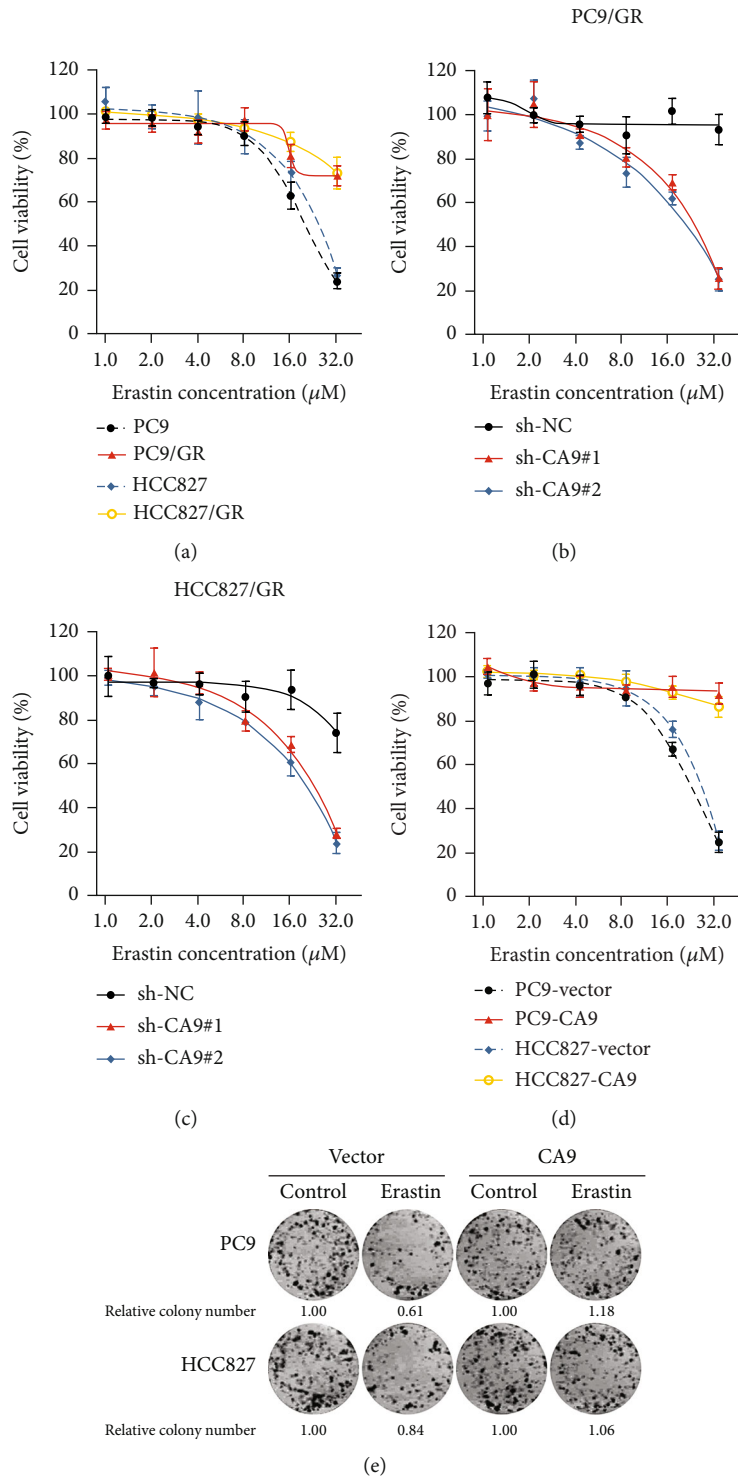 PC9/GR
120
100
80
60
40
20
0
Cell viability (%)
1.0 2.0 4.0 8.0 16.0 32.0
Erastin concentration (μM)
PC9
PC9/GR
HCC827
HCC827/GR
(a)
120
100
80
60
40
20
0
Cell viability (%)
1.0 2.0 4.0 8.0 16.0 32.0
Erastin concentration (μM)
sh-NC
sh-CA9#1
sh-CA9#2
(b)
HCC827/GR
120
100
80
60
40
20
0
Cell viability (%)
1.0 2.0 4.0 8.0 16.0 32.0
Erastin concentration (μM)
sh-NC
sh-CA9#1
sh-CA9#2
(c)
120
100
80
60
40
20
0
Cell viability (%)
1.0 2.0 4.0 8.0 16.0 32.0
Erastin concentration (μM)
PC9-vector
PC9-CA9
HCC827-vector
HCC827-CA9
(d)
Vector CA9
Control Erastin Control Erastin
PC9
Relative colony number 1.00 0.61 1.00 1.18
HCC827
Relative colony number 1.00 0.84 1.00 1.06
(e)